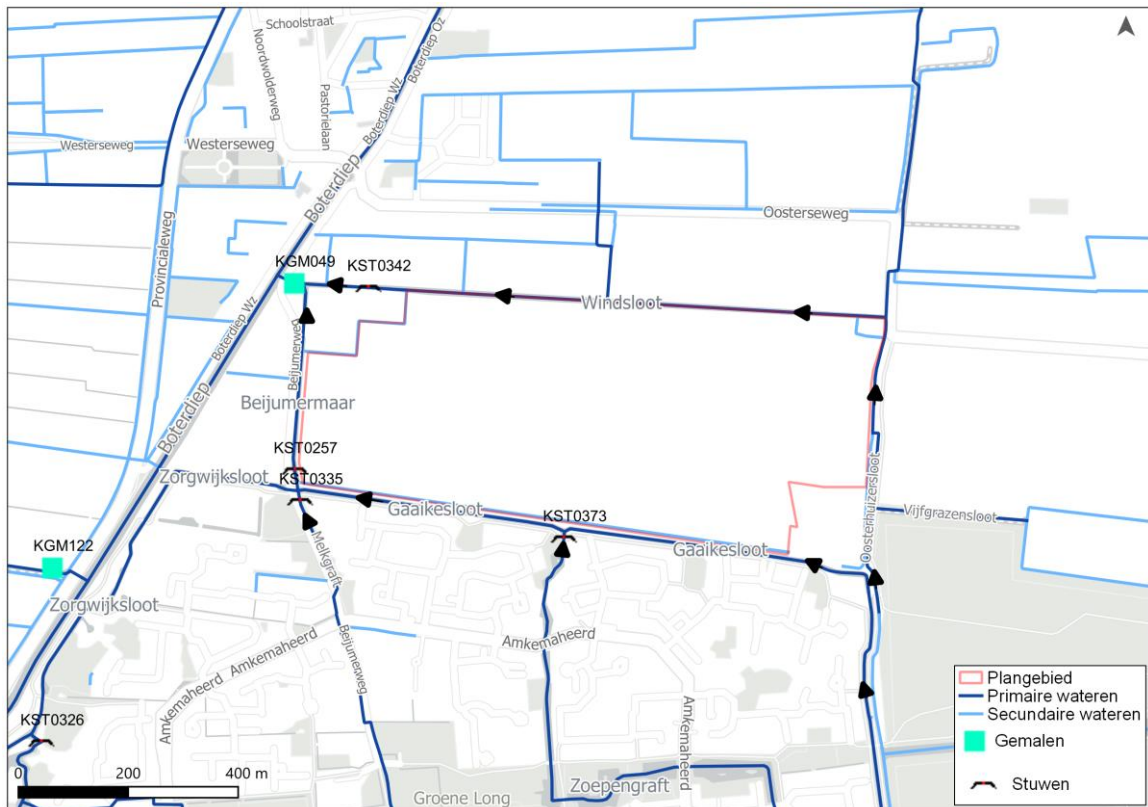 Schoolstraat
Noordwolderweg
Pastorielaan
Boterdiep Oz
Boterdiep Wz
Westerseweg
Westerseweg
Boterdiep
Oosterseweg
Provincialeweg
KGM049
KST0342
Windsloot
Boterdiep Wz
Beijumerweg
Boterdiep
Beijumermaar
KST0257
Zorgwijksloot
KST0335
Gaaikesloot
KST0373
Oosterhuizersloot
Vijfgrazensloot
KGM122
Melkgraft
Gaaikesloot
Zorgwijksloot
Amkemaheerd
Beijumerweg
Amkemaheerd
Amkemaheerd
Amkemaheerd
KST0326
Zoepengraft
Groene Long
0 200 400 m
Plangebied
Primaire wateren
Secundaire wateren
Gemalen
Stuwen